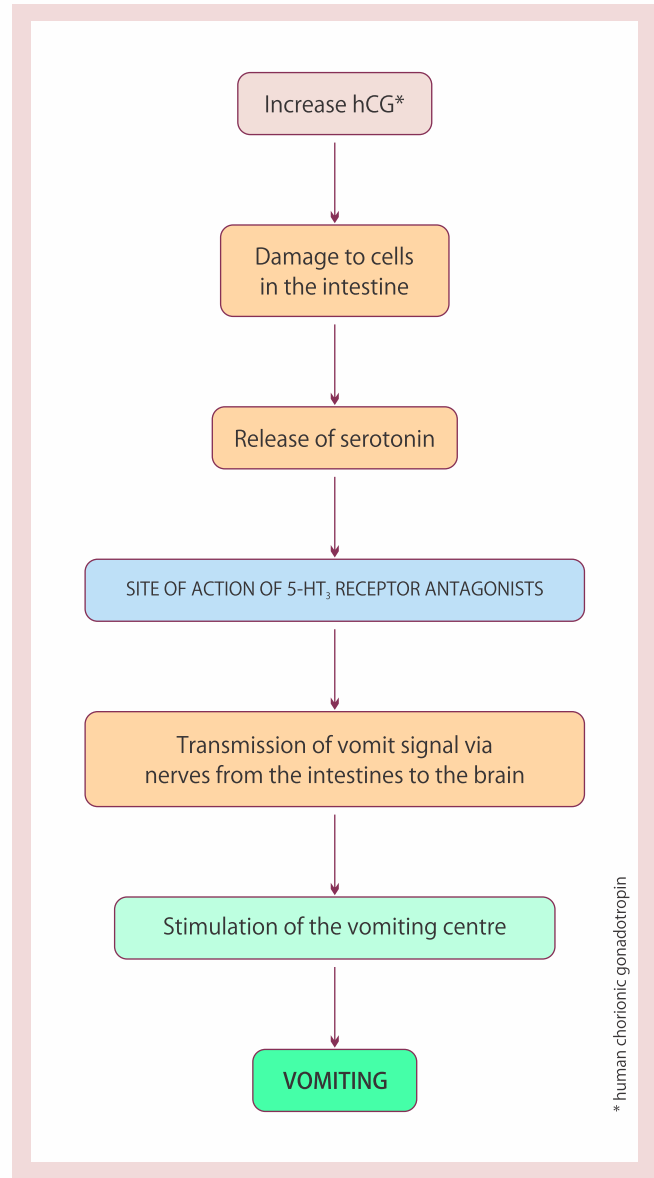 Increase hCG*
Damage to cells
in the intestine
Release of serotonin
SITE OF ACTION OF 5-HT₃ RECEPTOR ANTAGONISTS
Transmission of vomit signal via
nerves from the intestines to the brain
Stimulation of the vomiting centre
VOMITING
* human chorionic gonadotropin